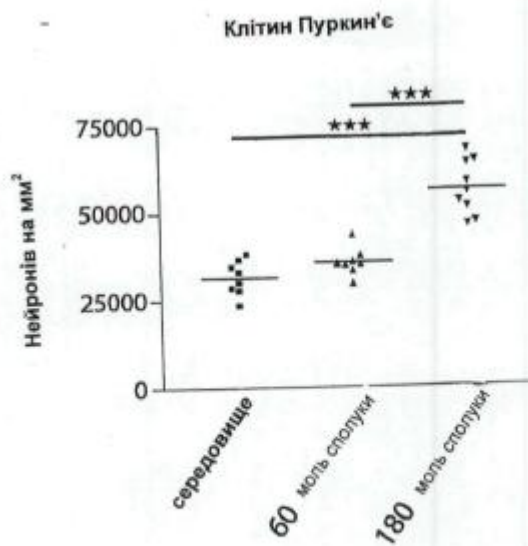 Клітин Пуркин'є
★★★
★★★
Нейронів на мм²
75000
50000
25000
0
середовище
60 моль сполуки
180 моль сполуки